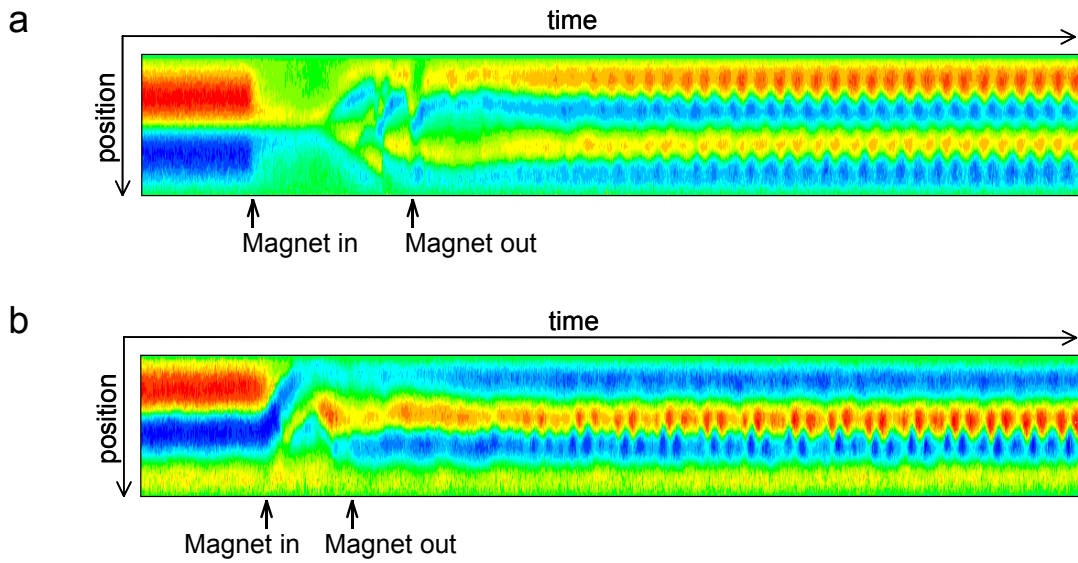 a
time
position
Magnet in
Magnet out
b
time
position
Magnet in
Magnet out